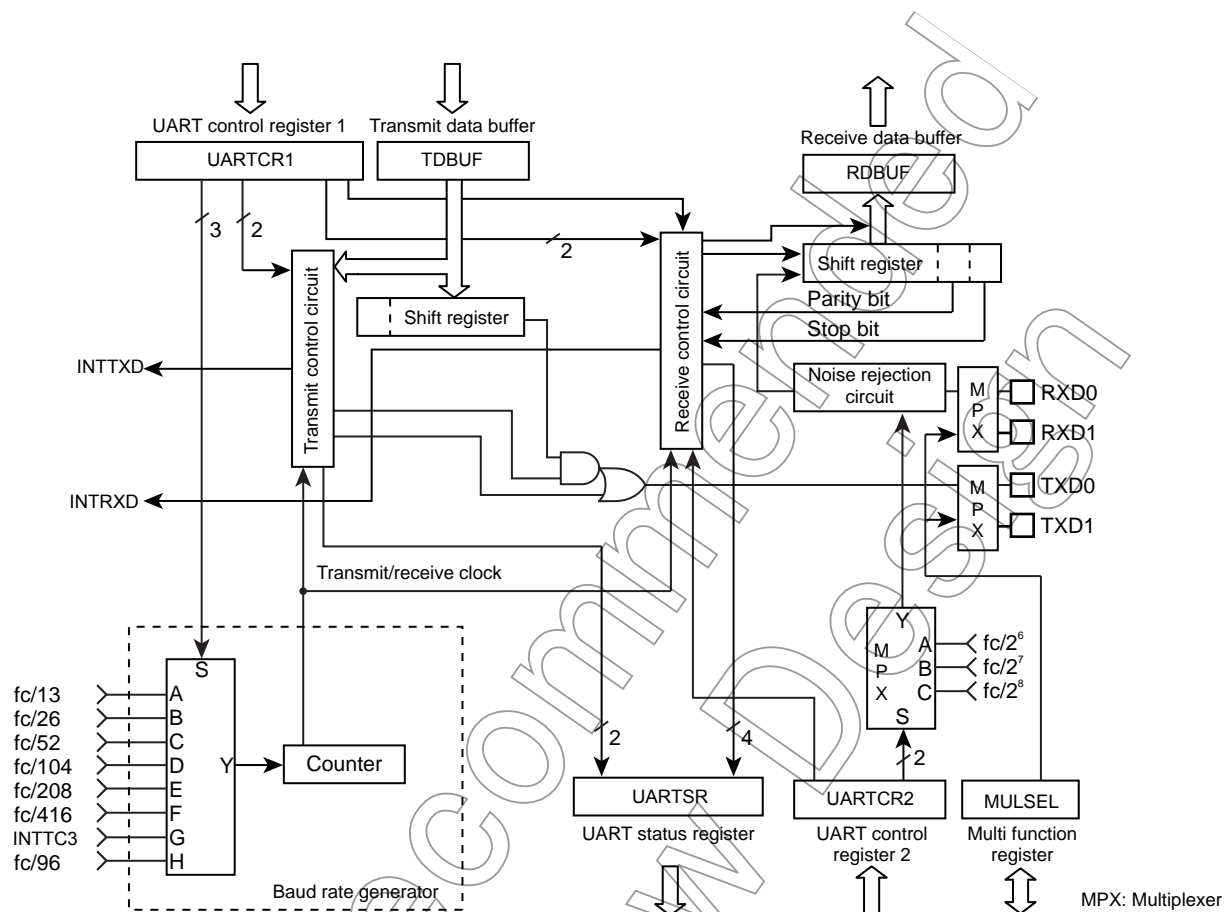 UART control register 1
Transmit data buffer
Receive data buffer
UARTCR1
TDBUF
RDBUF
3
2
2
Shift register
Transmit control circuit
Receive control circuit
Parity bit
Shift register
Stop bit
INTTXD
Noise rejection
circuit
M
P
X
RXD0
RXD1
INTRXD
M
P
X
TXD0
TXD1
Transmit/receive clock
Y
M
P
X
A
B
C
S
fc/2⁶
fc/2⁷
fc/2⁸
S
fc/13
fc/26
fc/52
fc/104
fc/208
fc/416
INTTC3
fc/96
A
B
C
D
E
F
G
H
Y
Counter
2
4
2
UARTSR
UARTCR2
MULSEL
UART status register
UART control
register 2
Multi function
register
Baud rate generator
MPX: Multiplexer
ecommended
w Design